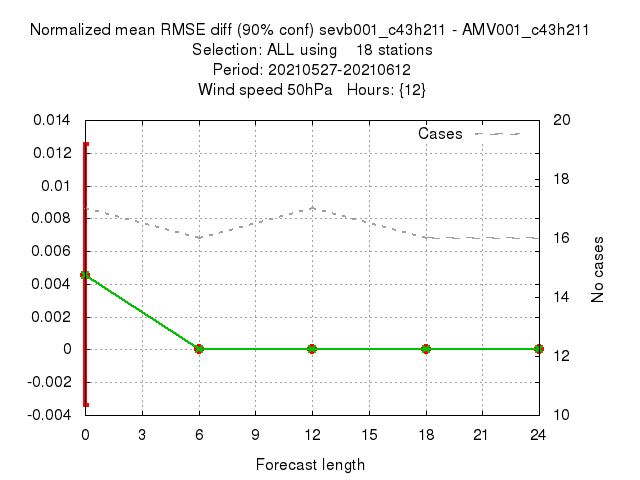 Normalized mean RMSE diff (90% conf) sevb001_c43h211 - AMV001_c43h211
Selection: ALL using    18 stations
Period: 20210527-20210612
Wind speed 50hPa   Hours: {12}
Cases
0.014
0.012
0.01
0.008
0.006
0.004
0.002
0
-0.002
-0.004
20
18
16
14
12
10
No cases
0 3 6 9 12 15 18 21 24
Forecast length